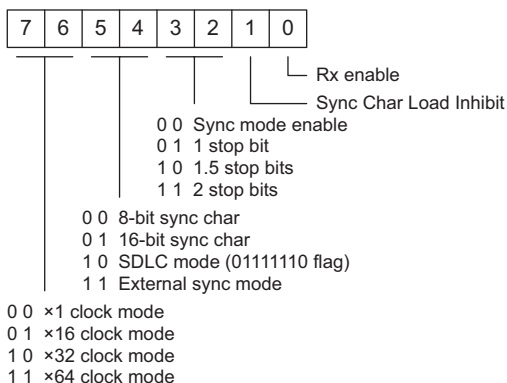 7 6 5 4 3 2 1 0
Rx enable
Sync Char Load Inhibit
0 0 Sync mode enable
0 1 1 stop bit
1 0 1.5 stop bits
1 1 2 stop bits
0 0 8-bit sync char
0 1 16-bit sync char
1 0 SDLC mode (01111110 flag)
1 1 External sync mode
0 0 ×1 clock mode
0 1 ×16 clock mode
1 0 ×32 clock mode
1 1 ×64 clock mode